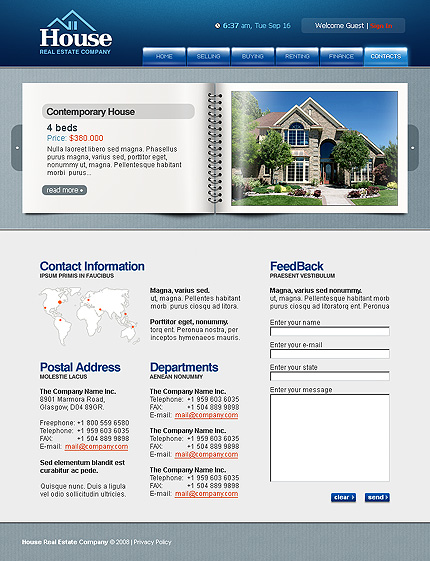 House
REAL ESTATE COMPANY
6:37 am, Tue Sep 16
Welcome Guest | Sign In
HOME
SELLING
BUYING
RENTING
FINANCE
CONTACTS
Contemporary House
4 beds
Price: $380.000
Nulla laoreet libero sed magna. Phasellus
purus magna, varius sed, porttitor eget,
nonummy ut, magna. Pellentesque habitant
morbi purus...
read more
Contact Information
IPSUM PRIMIS IN FAUCIBUS
Magna, varius sed.
ut, magna. Pellentes habitant
morbi purus ciosqu ad litora.
Porttitor eget, nonummy.
torq ent. Peronua nostra, per
inceptos hymenaeos mauris.
Postal Address
MOLESTIE LACUS
The Company Name Inc.
8901 Marmora Road,
Glasgow, D04 89GR.
Freephone: +1 800 559 6580
Telephone: +1 959 603 6035
FAX: +1 504 889 9898
E-mail: mail@company.com
Sed elementum blandit est
curabitur ac pede.
Quisque nunc. Duis a ligula
vel odio sollicitudin ultricies.
Departments
AENEAN NONUMMY
The Company Name Inc.
Telephone: +1 959 603 6035
FAX: +1 504 889 9898
E-mail: mail@company.com
The Company Name Inc.
Telephone: +1 959 603 6035
FAX: +1 504 889 9898
E-mail: mail@company.com
The Company Name Inc.
Telephone: +1 959 603 6035
FAX: +1 504 889 9898
E-mail: mail@company.com
FeedBack
PRAESENT VESTIBULUM
Magna, varius sed nonummy.
ut, magna. Pellentesque habitant morb
purus ciosqu ad litoratorq ent. Peronua
Enter your name
Enter your e-mail
Enter your state
Enter your message
clear
send
House Real Estate Company © 2008 | Privacy Policy